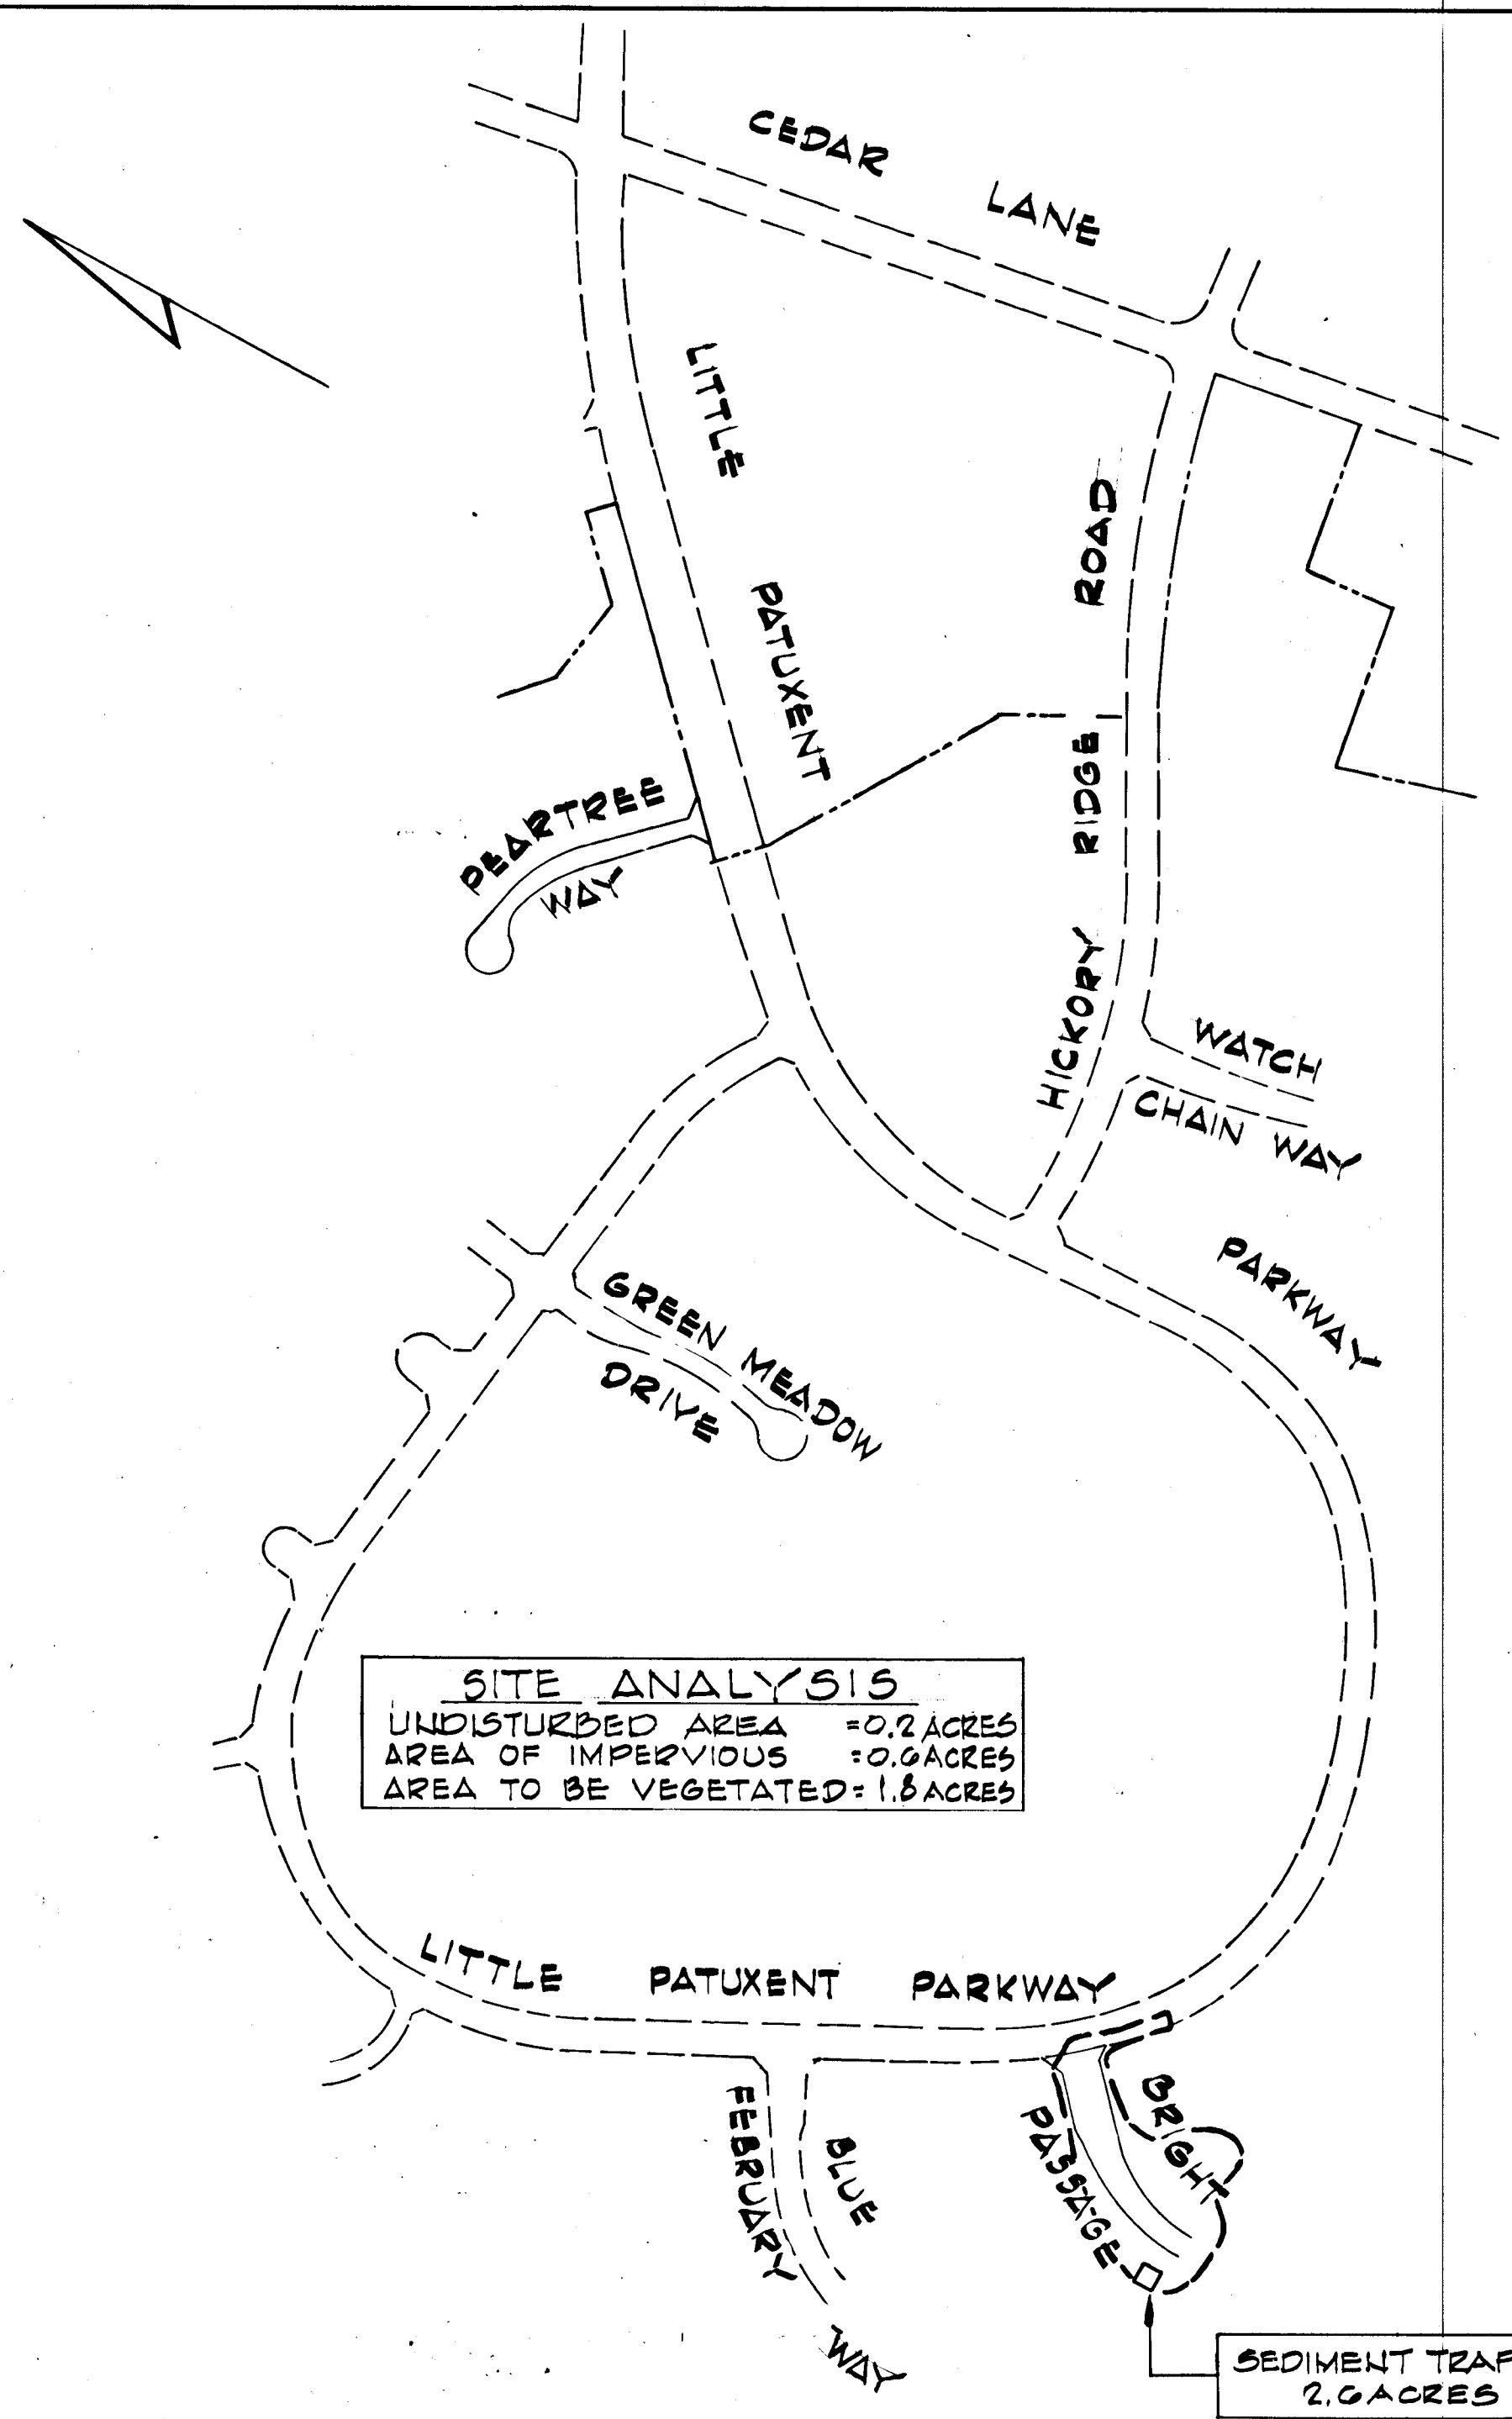 CEDAR LANE
LITTLE PATUXENT
HICKORY RIDGE ROAD
PEARTREE
WAY
WATCH
CHAIN WAY
PARKWAY
GREEN MEADOW
DRIVE
SITE ANALYSIS
UNDISTURBED AREA =0.2 ACRES
AREA OF IMPERVIOUS =0.6 ACRES
AREA TO BE VEGETATED= 1.8 ACRES
LITTLE PATUXENT PARKWAY
FEBRUARY
BLUE
WAY
BRIGHT
PASSAGE
SEDIMENT TRAP
2.6 ACRES